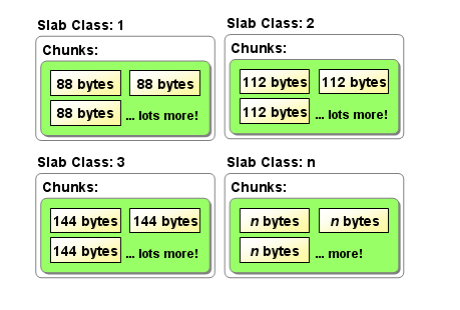 Slab Class: 1
Chunks:
88 bytes 88 bytes
88 bytes ... lots more!
Slab Class: 2
Chunks:
112 bytes 112 bytes
112 bytes ... lots more!
Slab Class: 3
Chunks:
144 bytes 144 bytes
144 bytes ... lots more!
Slab Class: n
Chunks:
n bytes n bytes
n bytes ... more!